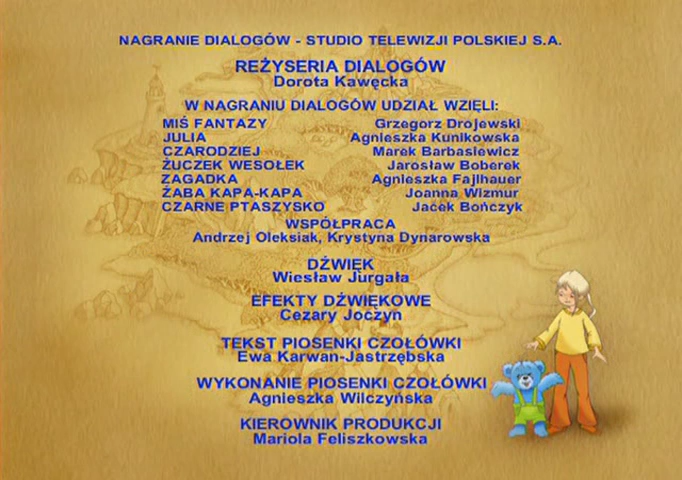 NAGRANIE DIALOGÓW - STUDIO TELEWIZJI POLSKIEJ S.A.
REŻYSERIA DIALOGÓW
Dorota Kawęcka
W NAGRANIU DIALOGÓW UDZIAŁ WZIĘLI:
MIŚ FANTAZY Grzegorz Drojewski
JULIA Agnieszka Kunikowska
CZARODZIEJ Marek Barbasiewicz
ŻUCZEK WESOŁEK Jarosław Boberek
ZAGADKA Agnieszka Fajlhauer
ŻABA KAPA-KAPA Joanna Wizmur
CZARNE PTASZYSKO Jacek Bończyk
WSPÓŁPRACA
Andrzej Oleksiak, Krystyna Dynarowska
DŹWIĘK
Wiesław Jurgała
EFEKTY DŹWIĘKOWE
Cezary Joczyn
TEKST PIOSENKI CZOŁÓWKI
Ewa Karwan-Jastrzębska
WYKONANIE PIOSENKI CZOŁÓWKI
Agnieszka Wilczyńska
KIEROWNIK PRODUKCJI
Mariola Feliszkowska